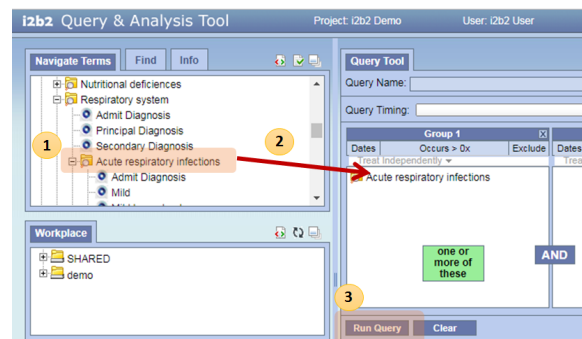 i2b2 Query & Analysis Tool
Project: i2b2 Demo
User: i2b2 User
Navigate Terms
Find
Info
Nutritional deficiences
Respiratory system
Admit Diagnosis
Principal Diagnosis
Secondary Diagnosis
Acute respiratory infections
Admit Diagnosis
Mild
1
2
Workplace
SHARED
demo
Query Tool
Query Name:
Query Timing:
Group 1
X
Dates
Occurs > 0x
Exclude
Dates
Treat Independently
Trea
Acute respiratory infections
one or
more of
these
AND
3
Run Query
Clear